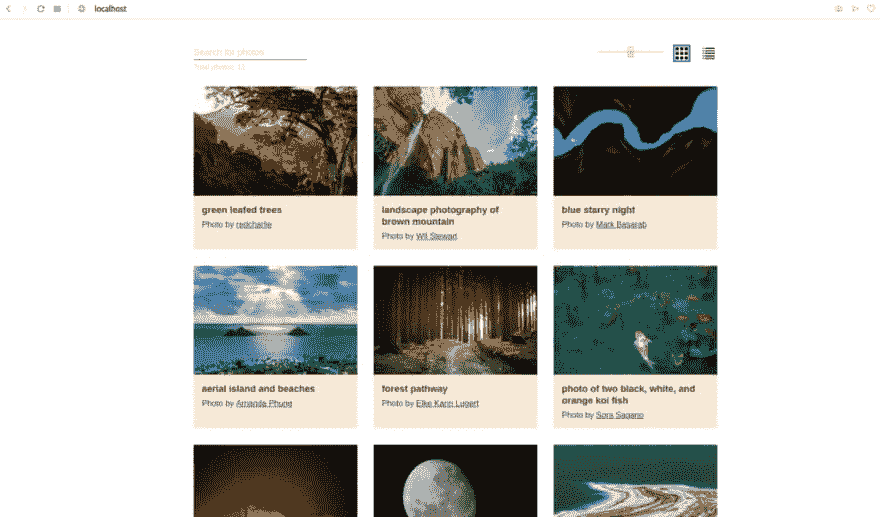 localhost
Search for photos
Total photos: 11
green leafed trees
Photo by redcharlie
landscape photography of
brown mountain
Photo by Wil Stewart
blue starry night
Photo by Mark Basarab
aerial island and beaches
Photo by Amanda Phung
forest pathway
Photo by Elke Karin Lugert
photo of two black, white, and
orange koi fish
Photo by Sora Sagano